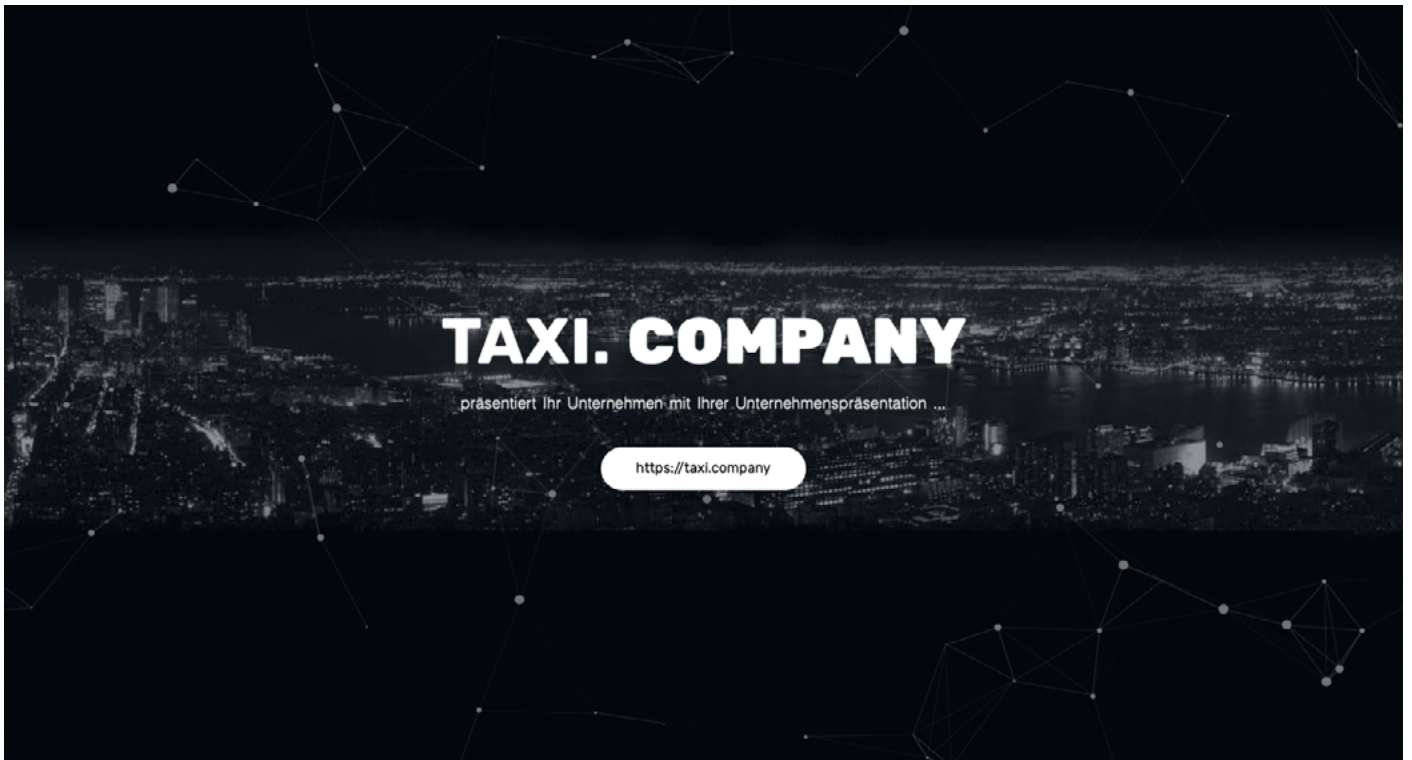 TAXI. COMPANY
präsentiert Ihr Unternehmen mit Ihrer Unternehmenspräsentation ...
https://taxi.company